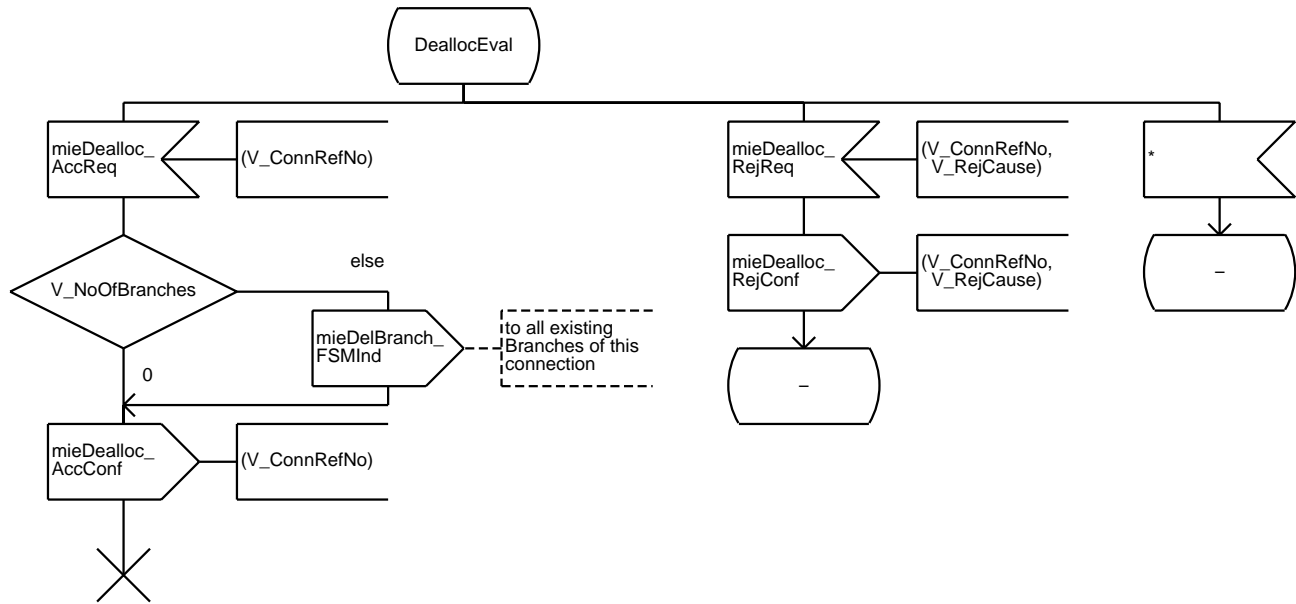 DeallocEval
mieDealloc_
AccReq
(V_ConnRefNo)
mieDealloc_
RejReq
(V_ConnRefNo,
V_RejCause)
*
V_NoOfBranches
else
mieDealloc_
RejConf
(V_ConnRefNo,
V_RejCause)
–
mieDelBranch_
FSMInd
to all existing
Branches of this
connection
–
0
mieDealloc_
AccConf
(V_ConnRefNo)